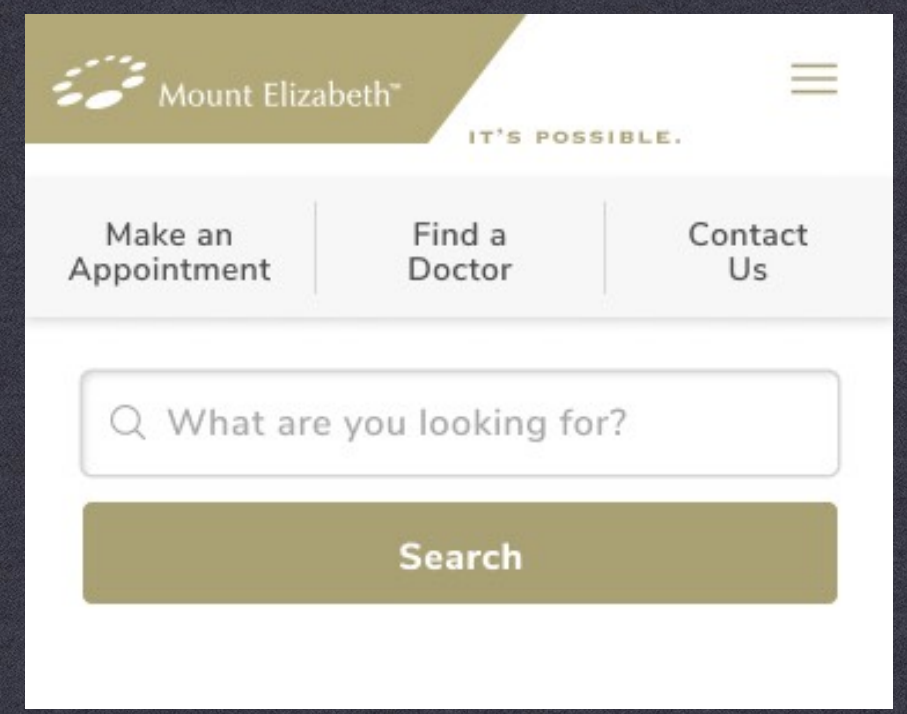 Mount Elizabeth™
IT'S POSSIBLE.
Make an
Appointment
Find a
Doctor
Contact
Us
What are you looking for?
Search